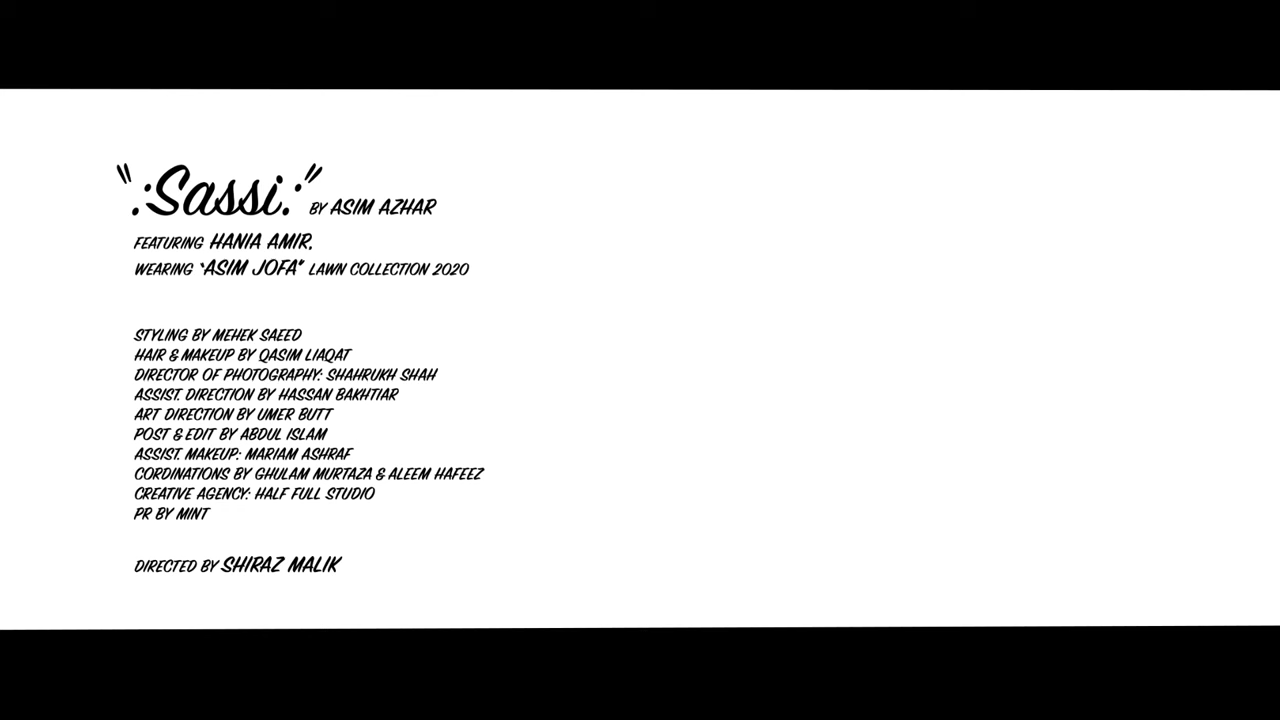 ".:Sassi.:" BY ASIM AZHAR
FEATURING HANIA AMIR,
WEARING "ASIM JOFA" LAWN COLLECTION 2020
STYLING BY MEHEK SAEED
HAIR & MAKEUP BY QASIM LIAQAT
DIRECTOR OF PHOTOGRAPHY: SHAHRUKH SHAH
ASSIST. DIRECTION BY HASSAN BAKHTIAR
ART DIRECTION BY UMER BUTT
POST & EDIT BY ABDUL ISLAM
ASSIST. MAKEUP: MARIAM ASHRAF
CORDINATIONS BY GHULAM MURTAZA & ALEEM HAFEEZ
CREATIVE AGENCY: HALF FULL STUDIO
PR BY MINT
DIRECTED BY SHIRAZ MALIK